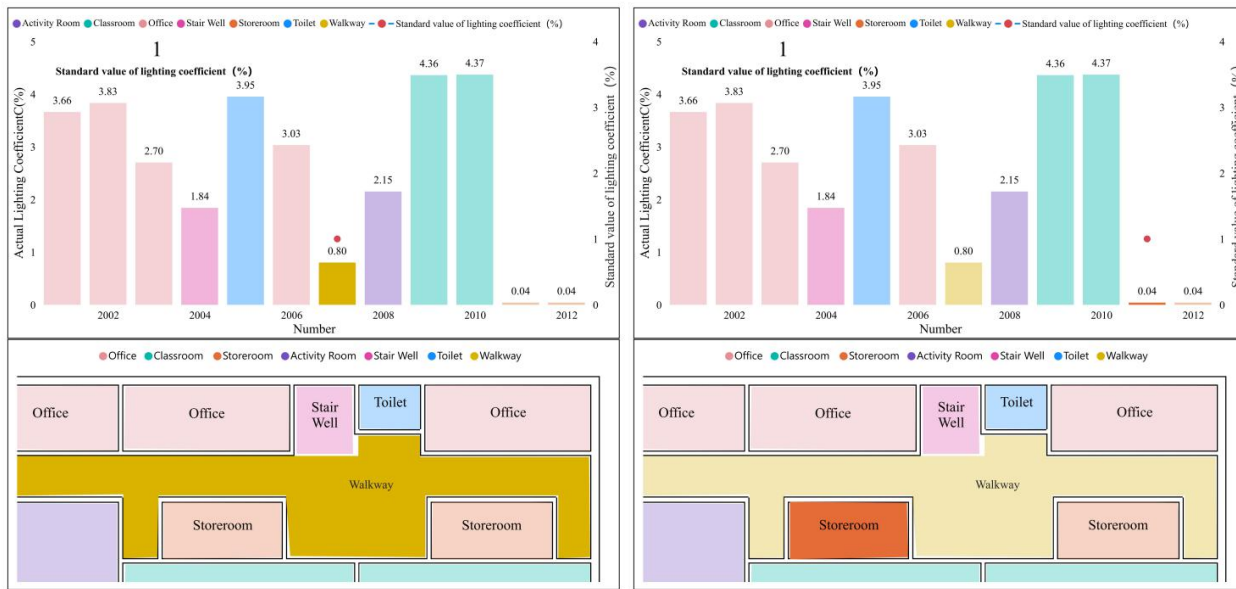 Activity Room Classroom Office Stair Well Storeroom Toilet Walkway Standard value of lighting coefficient (%)
5
4
3
2
1
0
Actual Lighting CoefficientC(%)
1
Standard value of lighting coefficient (%)
3.66
3.83
2.70
1.84
3.95
3.03
0.80
2.15
4.36
4.37
0.04
0.04
4
3
2
1
0
Standard value of lighting coefficient (%)
2002 2004 2006 2008 2010 2012
Number
Office Classroom Storeroom Activity Room Stair Well Toilet Walkway
Office
Office
Stair
Well
Toilet
Office
Walkway
Storeroom
Storeroom
Activity Room Classroom Office Stair Well Storeroom Toilet Walkway Standard value of lighting coefficient (%)
5
4
3
2
1
0
Actual Lighting CoefficientC(%)
1
Standard value of lighting coefficient (%)
3.66
3.83
2.70
1.84
3.95
3.03
0.80
2.15
4.36
4.37
0.04
0.04
4
3
2
1
0
Standard value of lighting coefficient (%)
2002 2004 2006 2008 2010 2012
Number
Office Classroom Storeroom Activity Room Stair Well Toilet Walkway
Office
Office
Stair
Well
Toilet
Office
Walkway
Storeroom
Storeroom